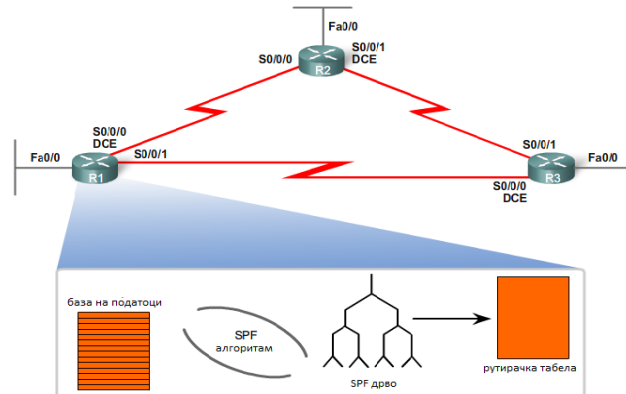 Fa0/0
S0/0/0
S0/0/1
DCE
R2
S0/0/0
DCE
S0/0/1
Fa0/0
R1
S0/0/1
Fa0/0
S0/0/0
DCE
R3
база на податоци
SPF
алгоритам
SPF дрво
рутирачка табела